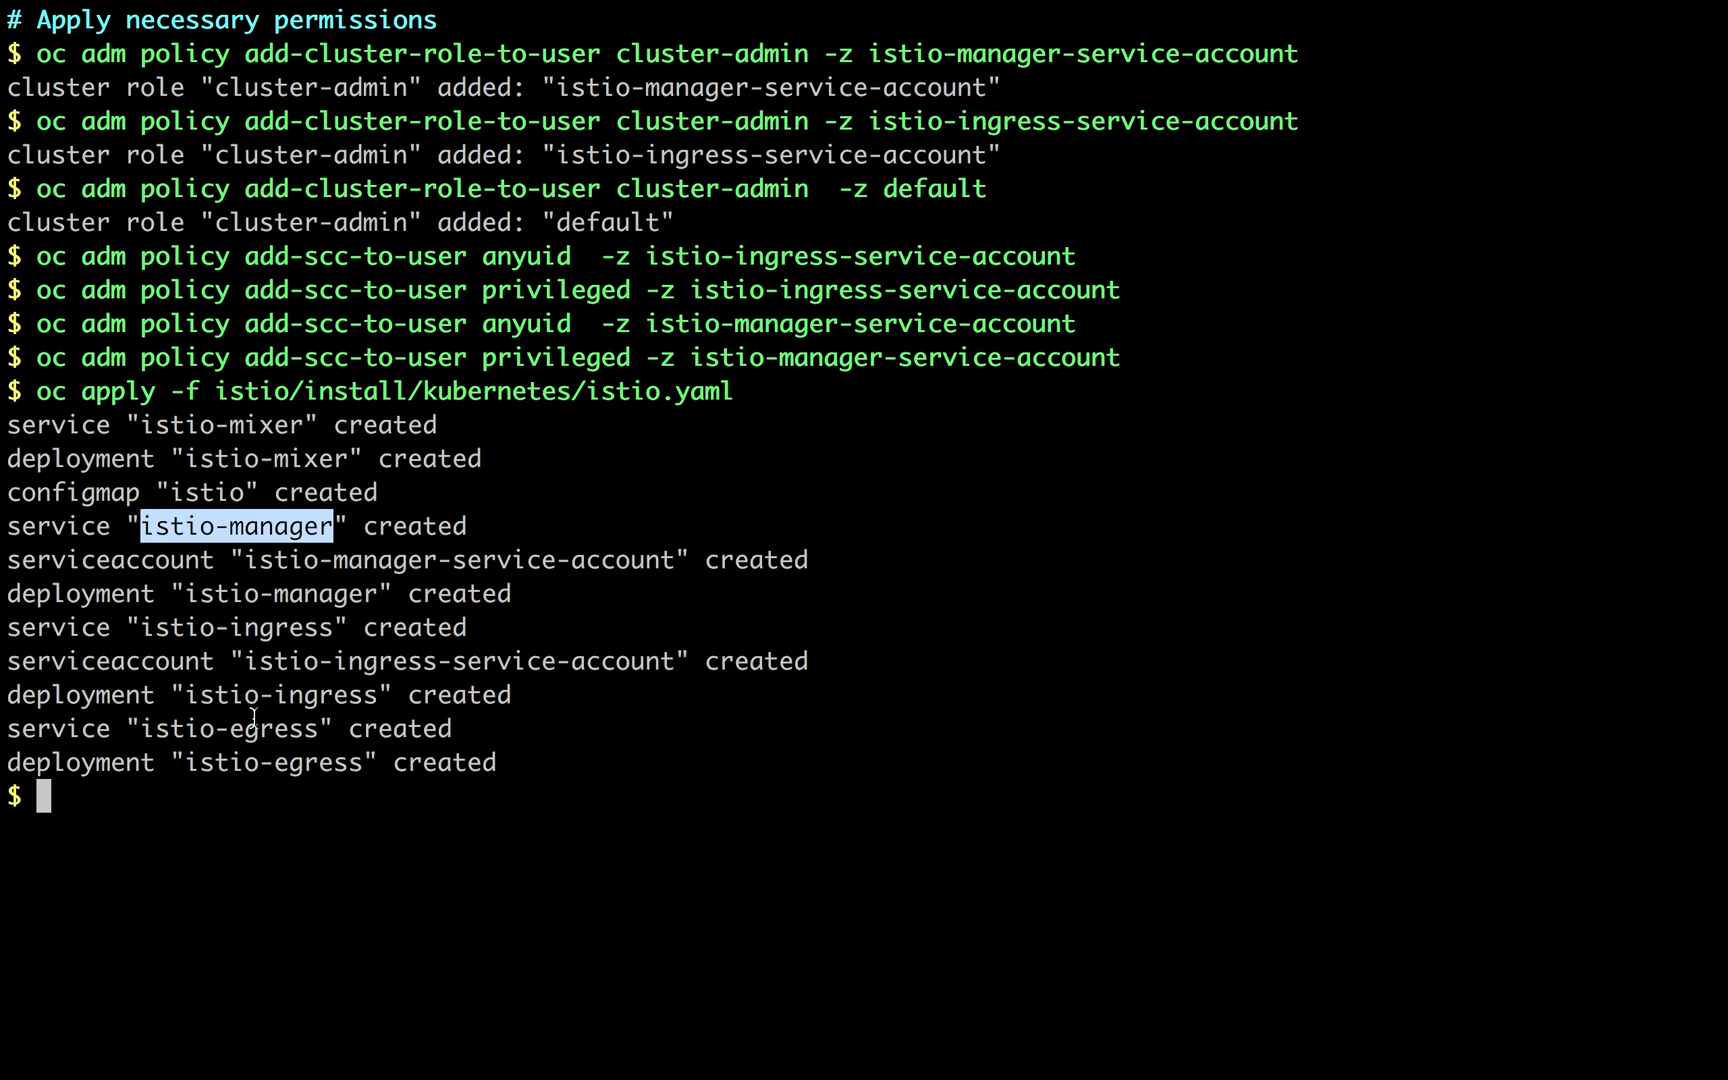 # Apply necessary permissions
$ oc adm policy add-cluster-role-to-user cluster-admin -z istio-manager-service-account
cluster role "cluster-admin" added: "istio-manager-service-account"
$ oc adm policy add-cluster-role-to-user cluster-admin -z istio-ingress-service-account
cluster role "cluster-admin" added: "istio-ingress-service-account"
$ oc adm policy add-cluster-role-to-user cluster-admin  -z default
cluster role "cluster-admin" added: "default"
$ oc adm policy add-scc-to-user anyuid  -z istio-ingress-service-account
$ oc adm policy add-scc-to-user privileged -z istio-ingress-service-account
$ oc adm policy add-scc-to-user anyuid  -z istio-manager-service-account
$ oc adm policy add-scc-to-user privileged -z istio-manager-service-account
$ oc apply -f istio/install/kubernetes/istio.yaml
service "istio-mixer" created
deployment "istio-mixer" created
configmap "istio" created
service "istio-manager" created
serviceaccount "istio-manager-service-account" created
deployment "istio-manager" created
service "istio-ingress" created
serviceaccount "istio-ingress-service-account" created
deployment "istio-ingress" created
service "istio-egress" created
deployment "istio-egress" created
$